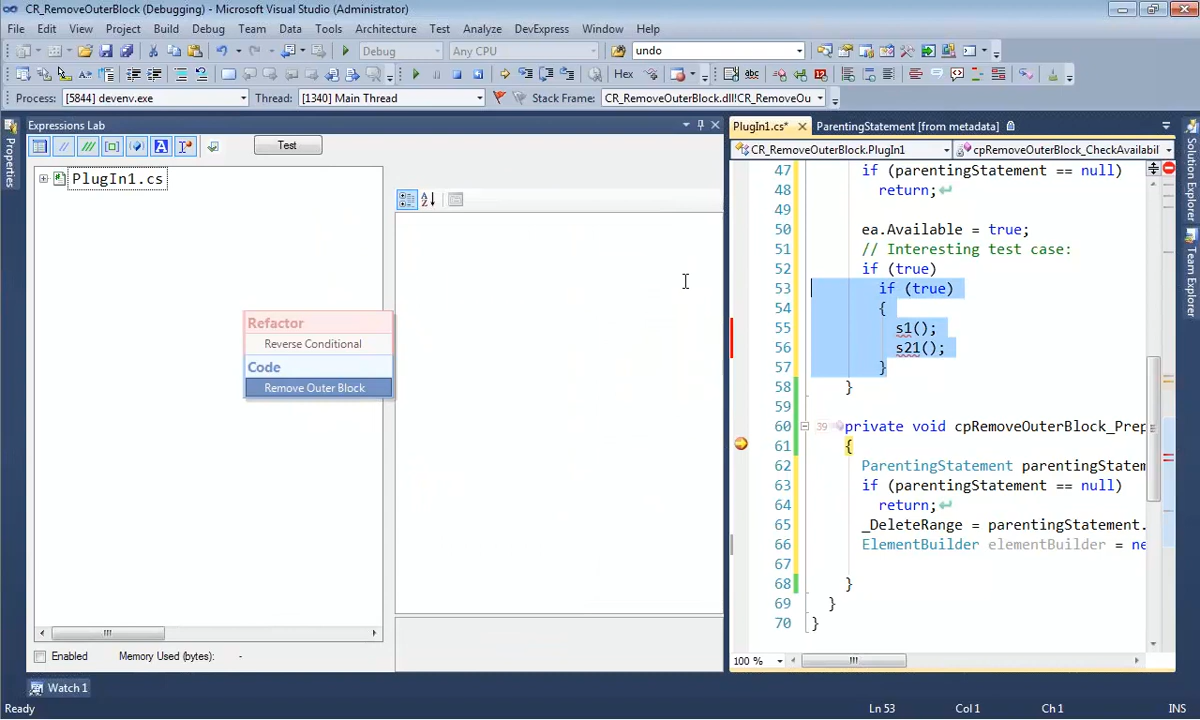 CR_RemoveOuterBlock (Debugging) - Microsoft Visual Studio (Administrator)
File Edit View Project Build Debug Team Data Tools Architecture Test Analyze DevExpress Window Help
Debug Any CPU undo
Hex
Process: [5844] devenv.exe Thread: [1340] Main Thread Stack Frame: CR_RemoveOuterBlock.dll!CR_RemoveOu
Expressions Lab
Test
PlugIn1.cs
Refactor
Reverse Conditional
Code
Remove Outer Block
Enabled Memory Used (bytes): -
Properties
PlugIn1.cs* ParentingStatement [from metadata]
CR_RemoveOuterBlock.PlugIn1 cpRemoveOuterBlock_CheckAvailabil
47 if (parentingStatement == null)
48 return;
49
50 ea.Available = true;
51 // Interesting test case:
52 if (true)
53 if (true)
54 {
55 s1();
56 s21();
57 }
58 }
59
60 39 private void cpRemoveOuterBlock_Prep
61 {
62 ParentingStatement parentingStatem
63 if (parentingStatement == null)
64 return;
65 _DeleteRange = parentingStatement.
66 ElementBuilder elementBuilder = ne
67
68 }
69 }
70 }
100 %
Solution Explorer
Team Explorer
Watch 1
Ready Ln 53 Col 1 Ch 1 INS